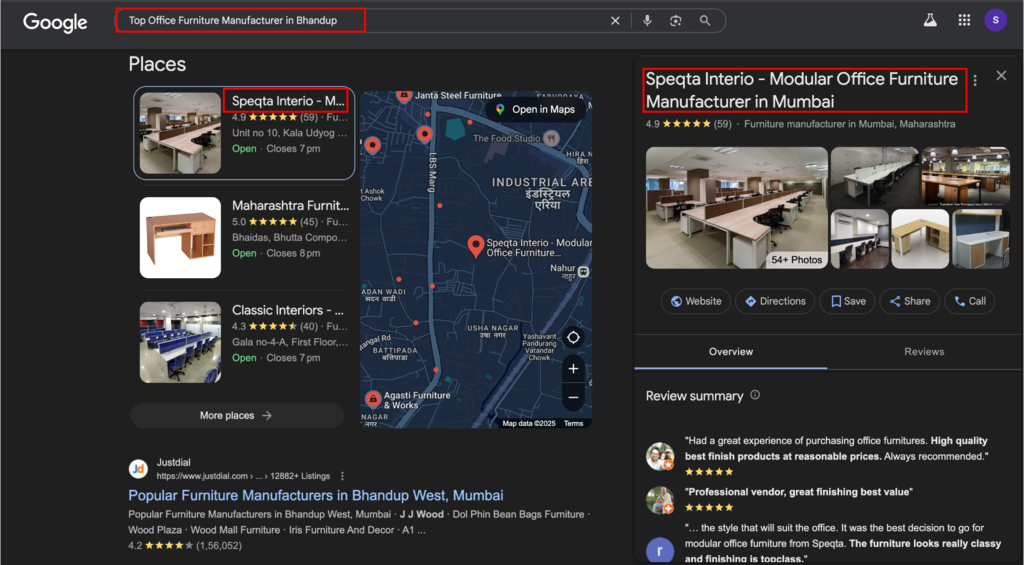 Google
Top Office Furniture Manufacturer in Bhandup
S
Places
Speqta Interio - M...
4.9 ★★★★★ (59) · Fu...
Unit no 10, Kala Udyog ...
Open · Closes 7 pm
Maharashtra Furnit...
5.0 ★★★★★ (45) · Fu...
Bhaidas, Bhutta Compo...
Open · Closes 8 pm
Classic Interiors - ...
4.3 ★★★★★ (40) · Fu...
Gala no-4-A, First Floor,...
Open · Closes 7 pm
More places →
Janta Steel Furniture
Open in Maps
The Food Studio
LBS Marg
HIRA N
INDUSTRIAL ARE
इंडस्ट्रियल
एरिया
t Ashok
Chowk
Speqta Interio - Modular
Office Furniture...
Nahur
नाहुर
ADAN WADI
सदन वाडी
USHA NAGAR
उषा नगर
angal Rd
BATTIPADA
बत्तिपाडा
Yashavant
Pandurang
Vatandar
Chowk
Agasti Furniture
& Works
NAGAR
नगर
Map data ©2025 Terms
Speqta Interio - Modular Office Furniture
Manufacturer in Mumbai
4.9 ★★★★★ (59) · Furniture manufacturer in Mumbai, Maharashtra
54+ Photos
Website
Directions
Save
Share
Call
Overview
Reviews
Review summary
"Had a great experience of purchasing office furnitures. High quality
best finish products at reasonable prices. Always recommended."
★★★★★
"Professional vendor, great finishing best value"
★★★★★
r
"... the style that will suit the office. It was the best decision to go for
modular office furniture from Speqta. The furniture looks really classy
and finishing is topclass."
Jd
Justdial
https://www.justdial.com › ... › 12882+ Listings
Popular Furniture Manufacturers in Bhandup West, Mumbai
Popular Furniture Manufacturers in Bhandup West, Mumbai · J J Wood · Dol Phin Bean Bags Furniture ·
Wood Plaza · Wood Mall Furniture · Iris Furniture And Decor · A1 ...
4.2 ★★★★★ (1,56,052)